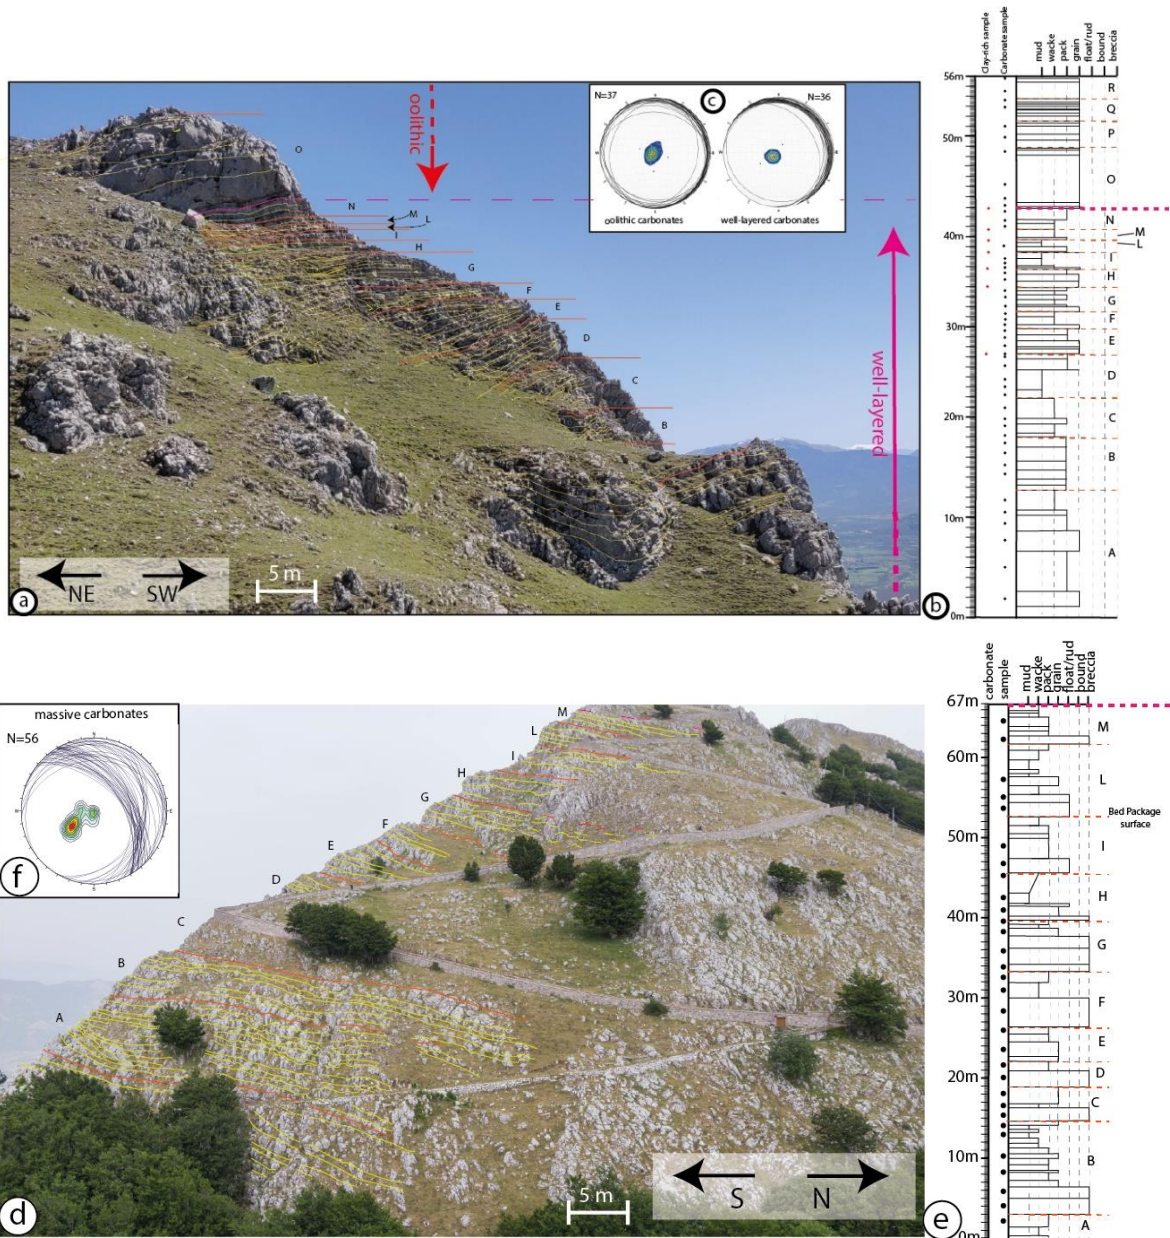 oolithic
well-layered
O
N
M
L
I
H
G
F
E
D
C
B
NE
SW
5 m
a
N=37
c
N=36
oolithic carbonates
well-layered carbonates
Clay-rich sample
Carbonate sample
mud
wacke
pack
grain
float/rud
bound
breccia
56m
50m
40m
30m
20m
10m
0m
R
Q
P
O
N
M
L
I
H
G
F
E
D
C
B
A
b
massive carbonates
N=56
f
M
L
I
H
G
F
E
D
C
B
A
S
N
5 m
d
carbonate
sample
mud
wacke
pack
grain
float/rud
bound
breccia
67m
60m
50m
40m
30m
20m
10m
0m
M
L
Bed Package
surface
I
H
G
F
E
D
C
B
A
e